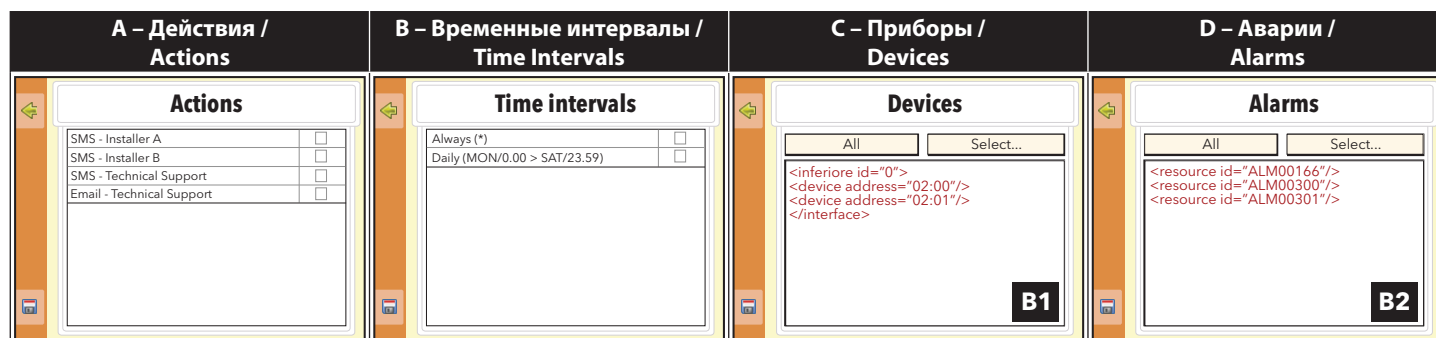 A – Действия /
Actions
B – Временные интервалы /
Time Intervals
C – Приборы /
Devices
D – Аварии /
Alarms
Actions
SMS - Installer A
SMS - Installer B
SMS - Technical Support
Email - Technical Support
Time intervals
Always (*)
Daily (MON/0.00 > SAT/23.59)
Devices
All Select...
<inferiore id="0">
<device address="02:00"/>
<device address="02:01"/>
</interface>
B1
Alarms
All Select...
<resource id="ALM00166"/>
<resource id="ALM00300"/>
<resource id="ALM00301"/>
B2